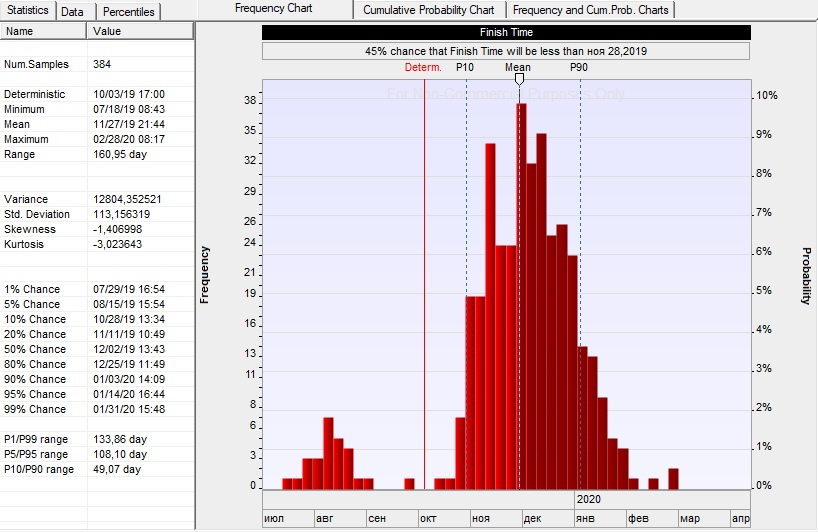 Statistics Data Percentiles
Frequency Chart Cumulative Probability Chart Frequency and Cum.Prob. Charts
Name Value
Num.Samples 384
Deterministic 10/03/19 17:00
Minimum 07/18/19 08:43
Mean 11/27/19 21:44
Maximum 02/28/20 08:17
Range 160,95 day
Variance 12804,352521
Std. Deviation 113,156319
Skewness -1,406998
Kurtosis -3,023643
1% Chance 07/29/19 16:54
5% Chance 08/15/19 15:54
10% Chance 10/28/19 13:34
20% Chance 11/11/19 10:49
50% Chance 12/02/19 13:43
80% Chance 12/25/19 11:49
90% Chance 01/03/20 14:09
95% Chance 01/14/20 16:44
99% Chance 01/31/20 15:48
P1/P99 range 133,86 day
P5/P95 range 108,10 day
P10/P90 range 49,07 day
Finish Time
45% chance that Finish Time will be less than ноя 28,2019
Determ. P10 Mean P90
For Non-Commercial Purposes Only
Frequency
38
35
32
29
26
24
21
19
16
13
11
8
6
3
0
10%
9%
8%
7%
6%
5%
4%
3%
2%
1%
0%
Probability
2020
июл авг сен окт ноя дек янв фев мар апр